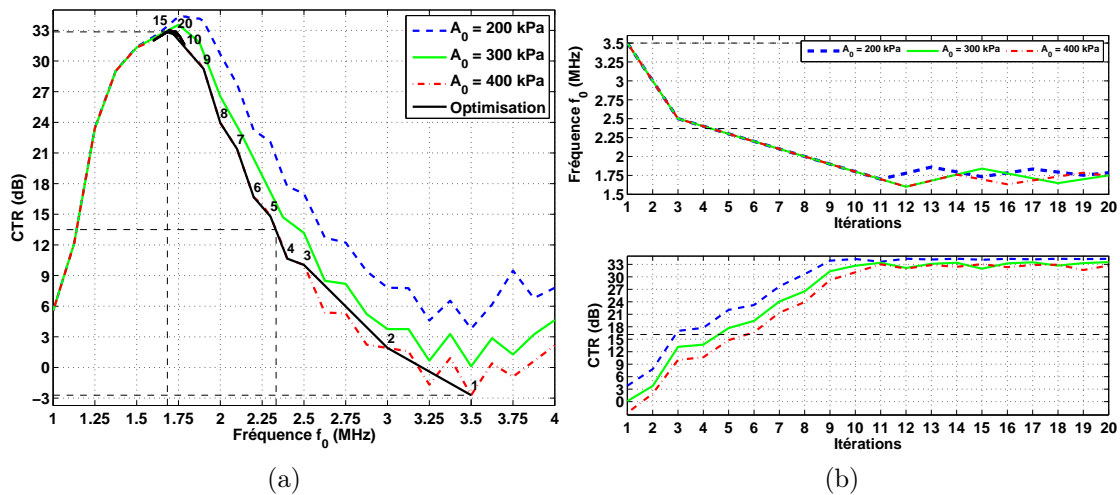 33
30
27
24
21
18
15
12
9
6
3
0
−3
CTR (dB)
1 1.25 1.5 1.75 2 2.25 2.5 2.75 3 3.25 3.5 3.75 4
Fréquence f0 (MHz)
15 20
10
9
8
7
6
5
4 3
2
1
A0 = 200 kPa
A0 = 300 kPa
A0 = 400 kPa
Optimisation
(a)
3.5
3.25
3
2.75
2.5
2.25
2
1.75
1.5
Fréquence f0 (MHz)
A0 = 200 kPa A0 = 300 kPa A0 = 400 kPa
1 2 3 4 5 6 7 8 9 10 11 12 13 14 15 16 17 18 19 20
Itérations
33
30
27
24
21
18
15
12
9
6
3
0
CTR (dB)
1 2 3 4 5 6 7 8 9 10 11 12 13 14 15 16 17 18 19 20
Itérations
(b)